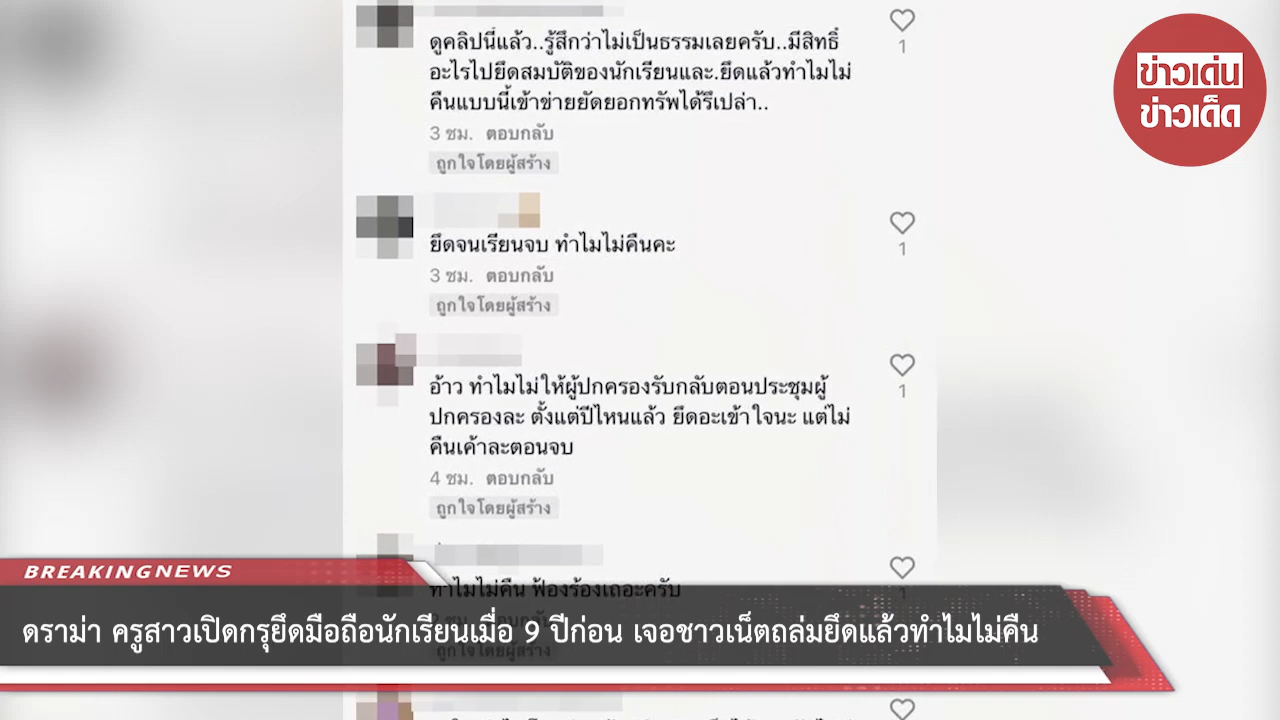 ดูคลิปนี้แล้ว..รู้สึกว่าไม่เป็นธรรมเลยครับ..มีสิทธิ์
อะไรไปยึดสมบัติของนักเรียนและ.ยึดแล้วทำไมไม่
คืนแบบนี้เข้าข่ายยัดยอกทรัพได้รึเปล่า..
3 ชม. ตอบกลับ
ถูกใจโดยผู้สร้าง
1
ข่าวเด่น
ข่าวเด็ด
ยึดจนเรียนจบ ทำไมไม่คืนคะ
3 ชม. ตอบกลับ
ถูกใจโดยผู้สร้าง
1
อ้าว ทำไมไม่ให้ผู้ปกครองรับกลับตอนประชุมผู้
ปกครองละ ตั้งแต่ปีไหนแล้ว ยึดอะเข้าใจนะ แต่ไม่
คืนเค้าละตอนจบ
4 ชม. ตอบกลับ
ถูกใจโดยผู้สร้าง
1
ทำไมไม่คืน ฟ้องร้องเถอะครับ
1
ถูกใจโดยผู้สร้าง
BREAKINGNEWS
ดราม่า ครูสาวเปิดกรุยึดมือถือนักเรียนเมื่อ 9 ปีก่อน เจอชาวเน็ตถล่มยึดแล้วทำไมไม่คืน